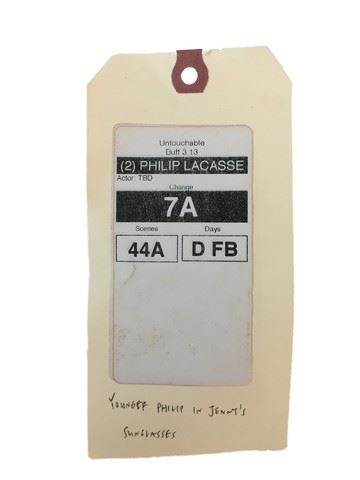 Untouchable
Buff 3.13
(2) PHILIP LACASSE
Actor: TBD
Change
7A
Scenes Days
44A D FB
YOUNGER PHILIP IN JENNY'S
SUNGLASSES